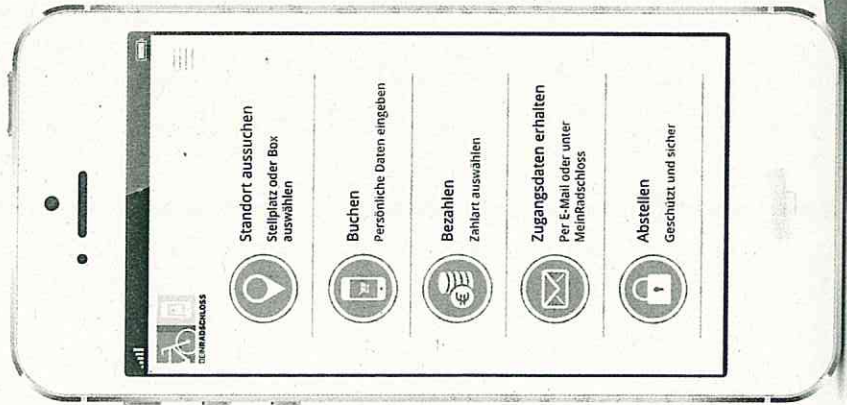 DEINRADSCHLOSS
Standort aussuchen
Stellplatz oder Box
auswählen
Buchen
Persönliche Daten eingeben
Bezahlen
Zahlart auswählen
Zugangsdaten erhalten
Per E-Mail oder unter
MeinRadschloss
Abstellen
Geschützt und sicher